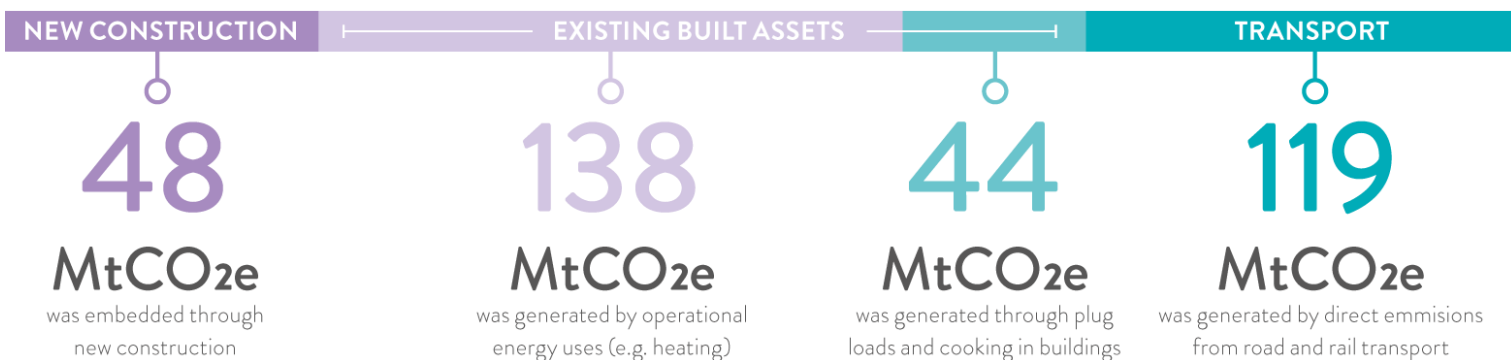 NEW CONSTRUCTION
EXISTING BUILT ASSETS
TRANSPORT
48
MtCO2e
was embedded through
new construction
138
MtCO2e
was generated by operational
energy uses (e.g. heating)
44
MtCO2e
was generated through plug
loads and cooking in buildings
119
MtCO2e
was generated by direct emmisions
from road and rail transport